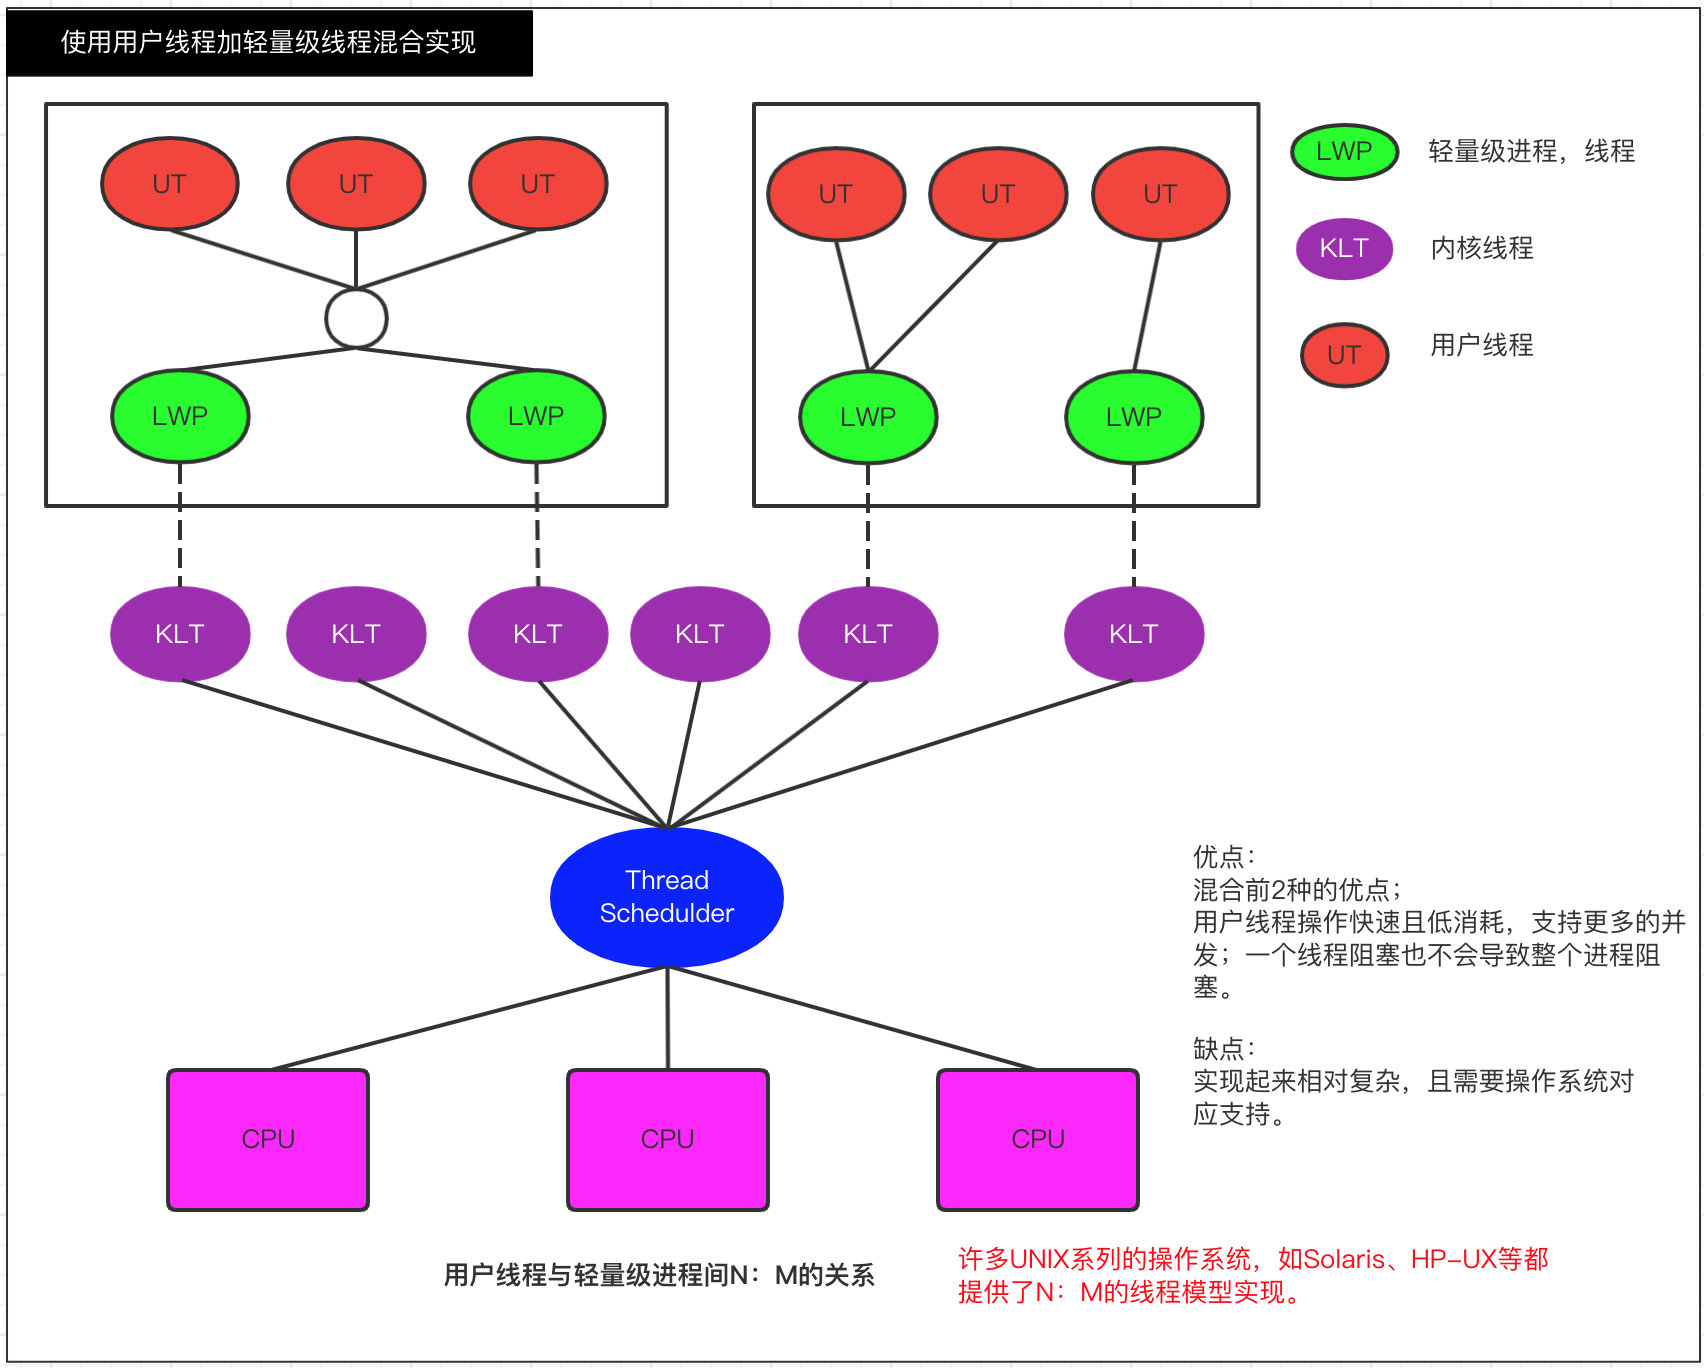 使用用户线程加轻量级线程混合实现
UT
UT
UT
UT
UT
UT
LWP
轻量级进程，线程
KLT
内核线程
UT
用户线程
LWP
LWP
LWP
LWP
KLT
KLT
KLT
KLT
KLT
KLT
Thread
Schedulder
优点：
混合前2种的优点；
用户线程操作快速且低消耗，支持更多的并
发；一个线程阻塞也不会导致整个进程阻
塞。
缺点：
实现起来相对复杂，且需要操作系统对
应支持。
CPU
CPU
CPU
用户线程与轻量级进程间N：M的关系
许多UNIX系列的操作系统，如Solaris、HP-UX等都
提供了N：M的线程模型实现。